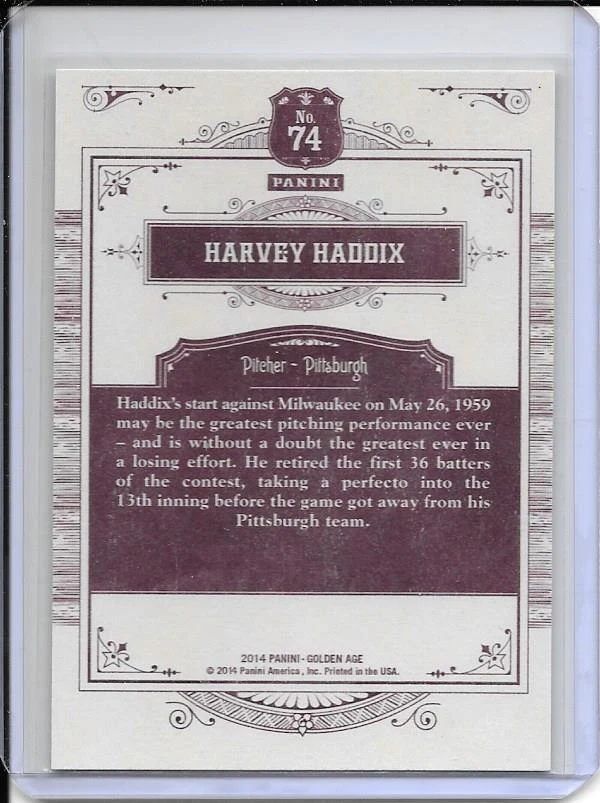 No.
74
PANINI
HARVEY HADDIX
Pitcher ~ Pittsburgh
Haddix's start against Milwaukee on May 26, 1959
may be the greatest pitching performance ever
– and is without a doubt the greatest ever in
a losing effort. He retired the first 36 batters
of the contest, taking a perfecto into the
13th inning before the game got away from his
Pittsburgh team.
2014 PANINI - GOLDEN AGE
© 2014 Panini America, Inc. Printed in the USA.